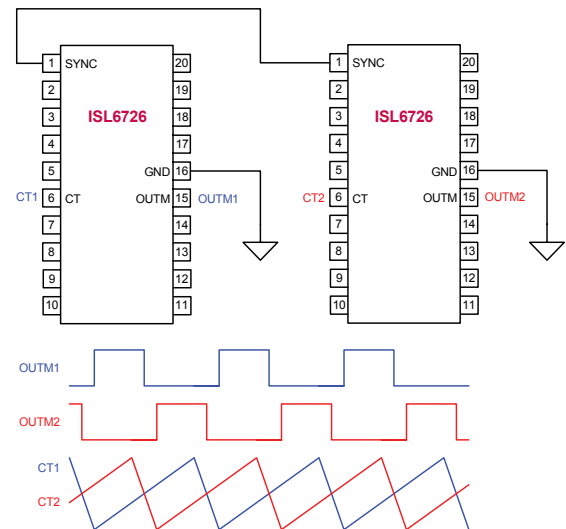 1 SYNC 20
2 19
3 ISL6726 18
4 17
5 GND 16
CT1 6 CT OUTM 15 OUTM1
7 14
8 13
9 12
10 11
1 SYNC 20
2 19
3 ISL6726 18
4 17
5 GND 16
CT2 6 CT OUTM 15 OUTM2
7 14
8 13
9 12
10 11
OUTM1
OUTM2
CT1
CT2